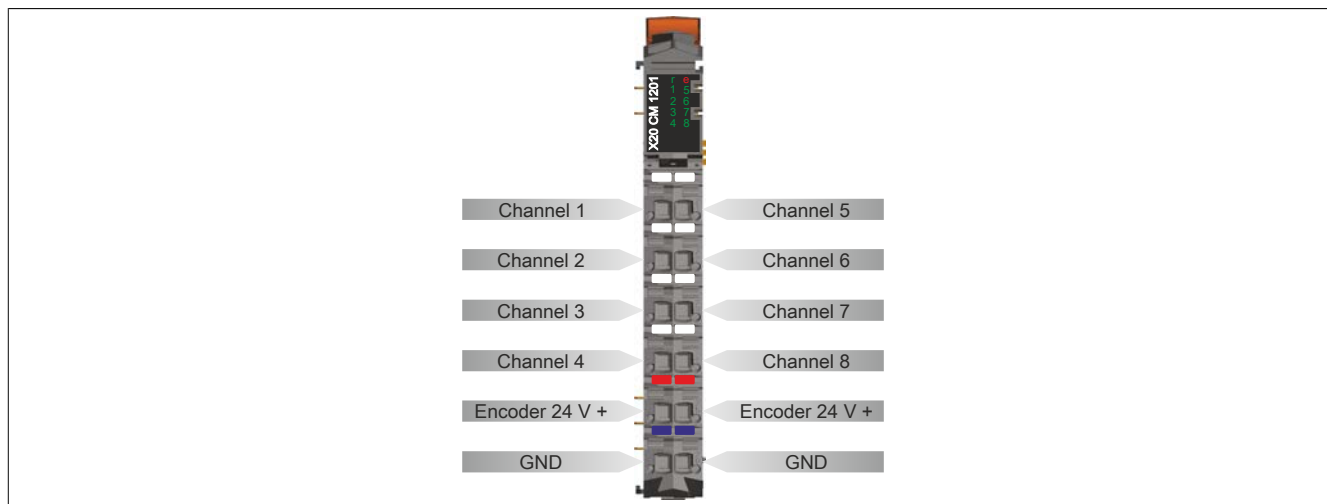 X20 CM 1201
r e
1 5
2 6
3 7
4 8
Channel 1
Channel 5
Channel 2
Channel 6
Channel 3
Channel 7
Channel 4
Channel 8
Encoder 24 V +
Encoder 24 V +
GND
GND